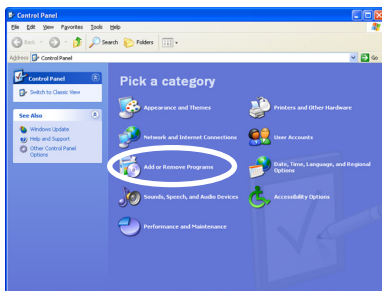 Control Panel
File Edit View Favorites Tools Help
Back Search Folders
Address Control Panel Go
Control Panel
Switch to Classic View
See Also
Windows Update
Help and Support
Other Control Panel
Options
Pick a category
Appearance and Themes
Printers and Other Hardware
Network and Internet Connections
User Accounts
Add or Remove Programs
Date, Time, Language, and Regional
Options
Sounds, Speech, and Audio Devices
Accessibility Options
Performance and Maintenance